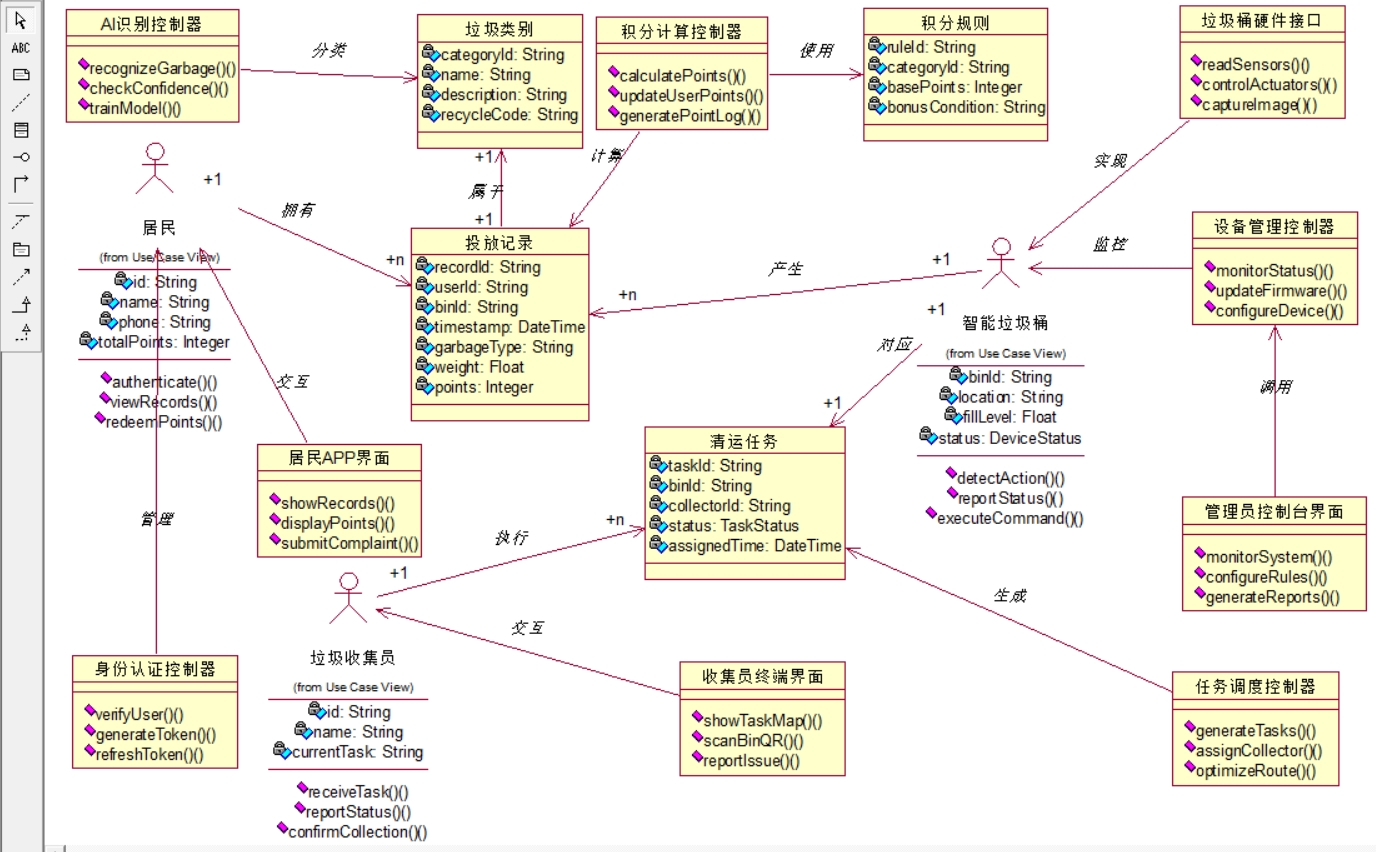 ABC
AI识别控制器
recognizeGarbage()()
checkConfidence()()
trainModel()()
分类
垃圾类别
categoryId: String
name: String
description: String
recycleCode: String
积分计算控制器
calculatePoints()()
updateUserPoints()()
generatePointLog()()
使用
积分规则
ruleId: String
categoryId: String
basePoints: Integer
bonusCondition: String
垃圾桶硬件接口
readSensors()()
controlActuators()()
captureImage()()
+1
属于
+1
计算
实现
居民
(from Use Case View)
id: String
name: String
phone: String
totalPoints: Integer
authenticate()()
viewRecords()()
redeemPoints()()
+1
拥有
+n
投放记录
recordId: String
userId: String
binId: String
timestamp: DateTime
garbageType: String
weight: Float
points: Integer
+n
产生
+1
监控
设备管理控制器
monitorStatus()()
updateFirmware()()
configureDevice()()
智能垃圾桶
(from Use Case View)
binId: String
location: String
fillLevel: Float
status: DeviceStatus
detectAction()()
reportStatus()()
executeCommand()()
+1
对应
+1
调用
交互
居民APP界面
showRecords()()
displayPoints()()
submitComplaint()()
清运任务
taskId: String
binId: String
collectorId: String
status: TaskStatus
assignedTime: DateTime
管理员控制台界面
monitorSystem()()
configureRules()()
generateReports()()
管理
+1
执行
+n
生成
交互
垃圾收集员
(from Use Case View)
id: String
name: String
currentTask: String
receiveTask()()
reportStatus()()
confirmCollection()()
身份认证控制器
verifyUser()()
generateToken()()
refreshToken()()
收集员终端界面
showTaskMap()()
scanBinQR()()
reportIssue()()
任务调度控制器
generateTasks()()
assignCollector()()
optimizeRoute()()